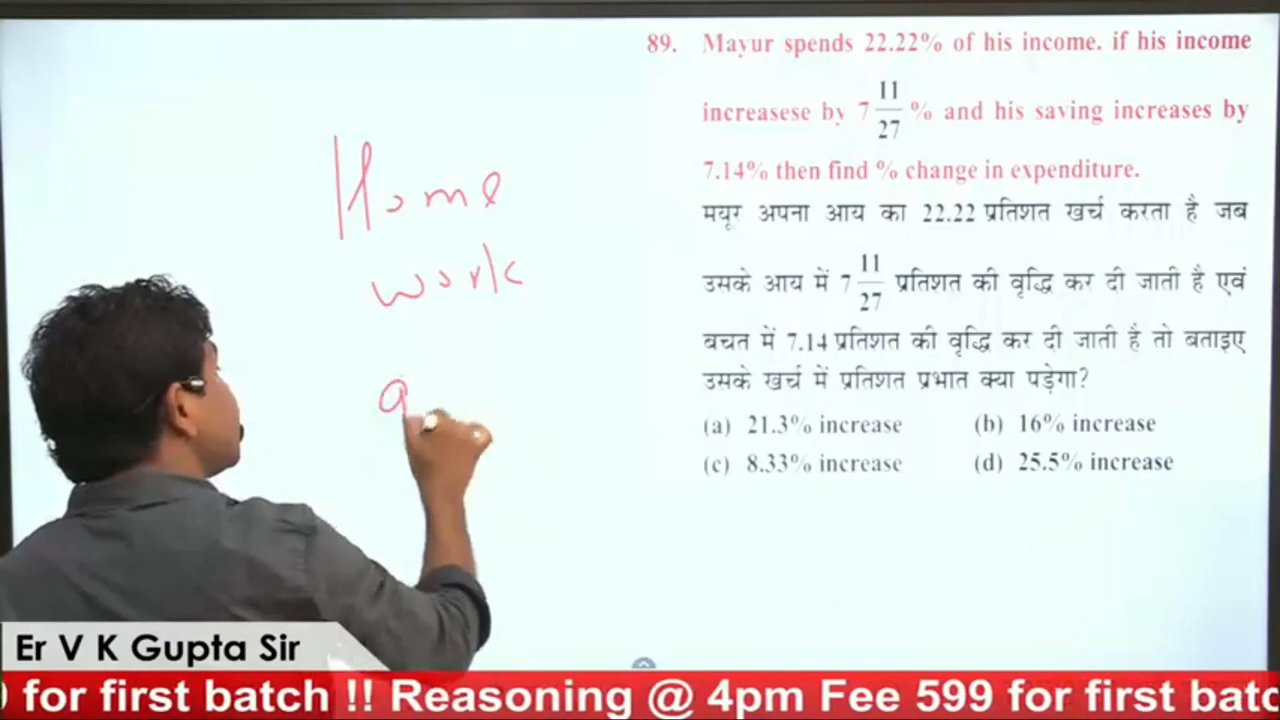 89. Mayur spends 22.22% of his income. if his income
increasese by 7 11/27 % and his saving increases by
7.14% then find % change in expenditure.
मयूर अपना आय का 22.22 प्रतिशत खर्च करता है जब
उसके आय में 7 11/27 प्रतिशत की वृद्धि कर दी जाती है एवं
बचत में 7.14 प्रतिशत की वृद्धि कर दी जाती है तो बताइए
उसके खर्च में प्रतिशत प्रभात क्या पड़ेगा?
(a) 21.3% increase (b) 16% increase
(c) 8.33% increase (d) 25.5% increase
Home
work
a
Er V K Gupta Sir
for first batch !! Reasoning @ 4pm Fee 599 for first batc